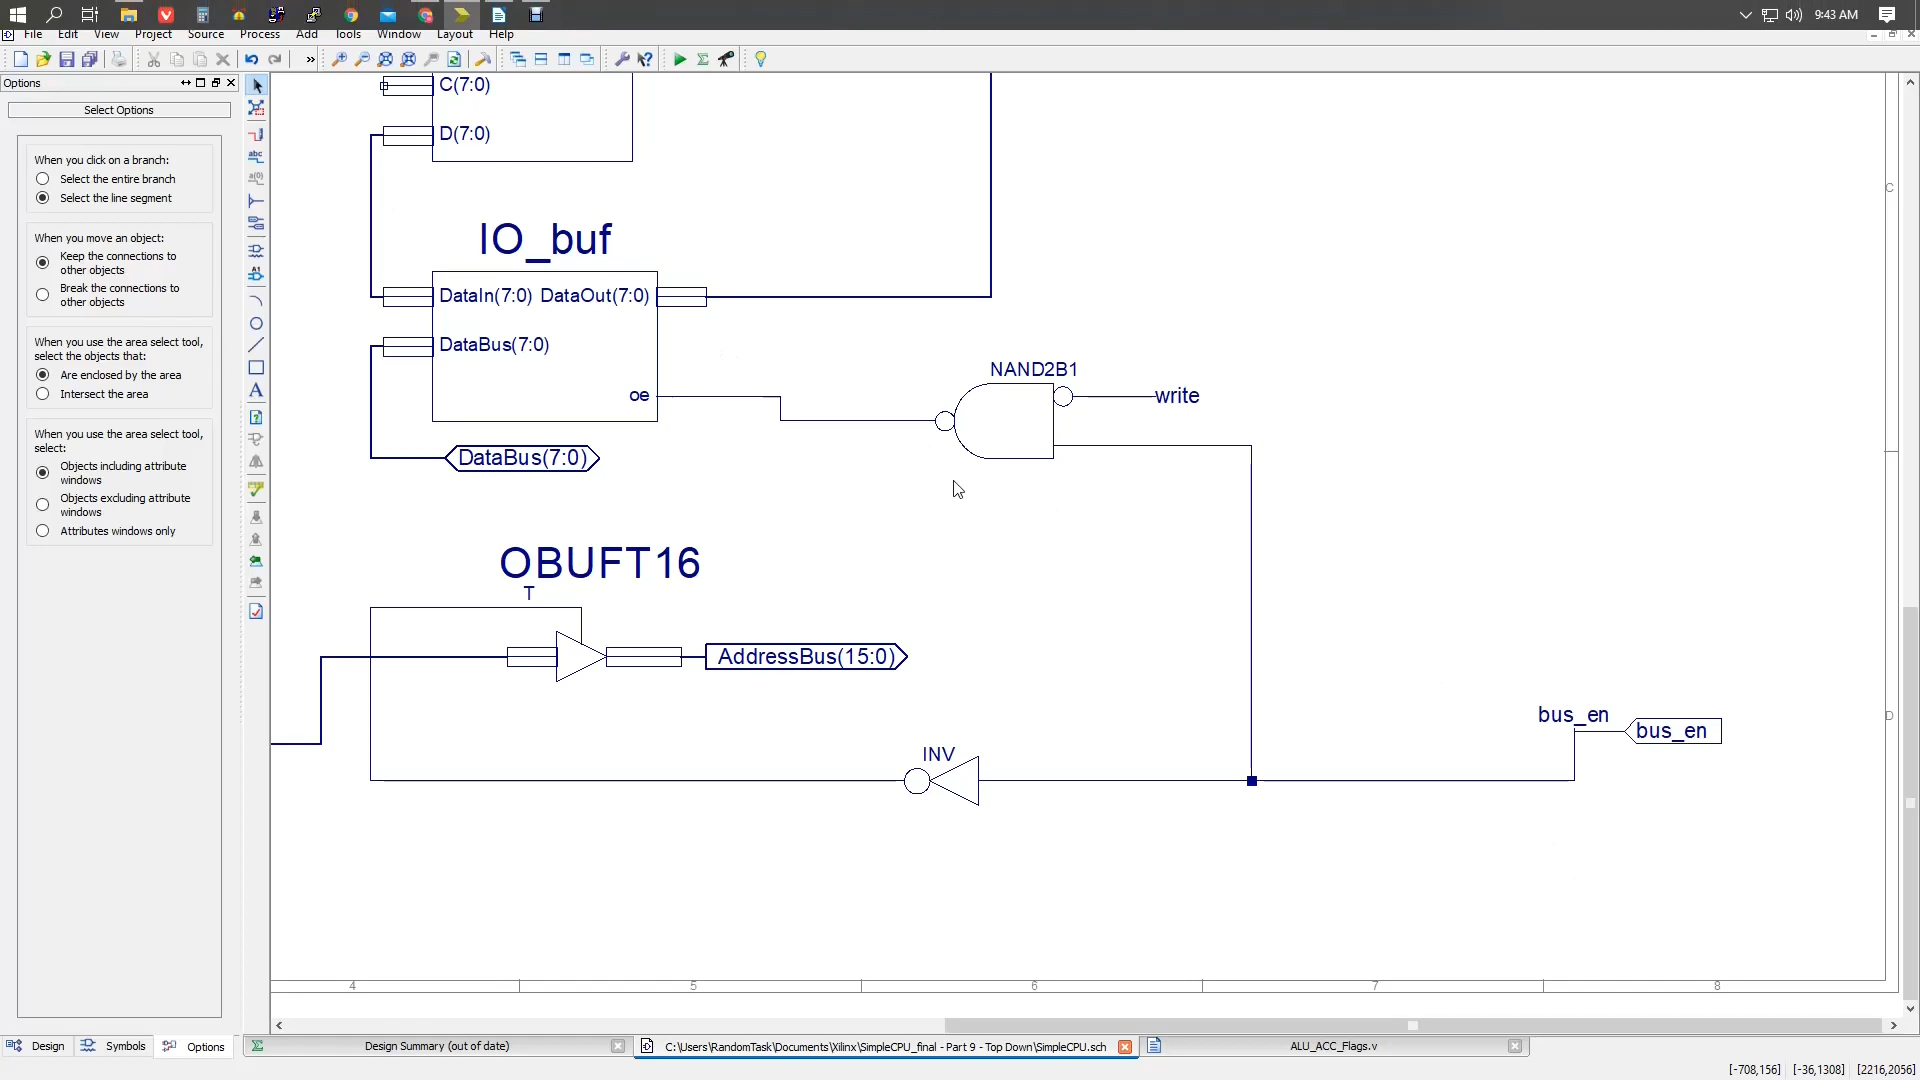 9:43 AM
File Edit View Project Source Process Add Tools Window Layout Help
»
Options
Select Options
When you click on a branch:
Select the entire branch
Select the line segment
When you move an object:
Keep the connections to
other objects
Break the connections to
other objects
When you use the area select tool,
select the objects that:
Are enclosed by the area
Intersect the area
When you use the area select tool,
select:
Objects including attribute
windows
Objects excluding attribute
windows
Attributes windows only
C(7:0)
D(7:0)
C
IO_buf
DataIn(7:0) DataOut(7:0)
DataBus(7:0)
oe
DataBus(7:0)
NAND2B1
write
OBUFT16
T
AddressBus(15:0)
INV
bus_en
bus_en
D
4 5 6 7 8
Design Symbols Options
Design Summary (out of date)
C:\Users\RandomTask\Documents\Xilinx\SimpleCPU_final - Part 9 - Top Down\SimpleCPU.sch
ALU_ACC_Flags.v
[-708,156] [-36,1308] [2216,2056]